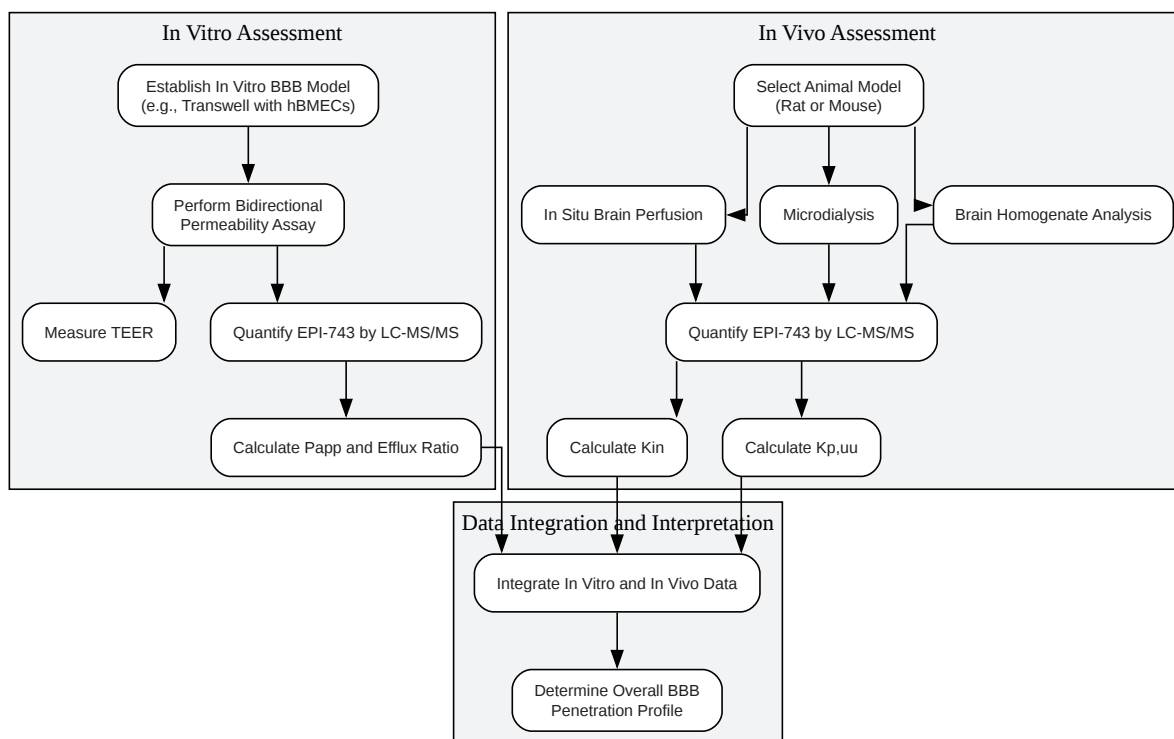 In Vitro Assessment
Establish In Vitro BBB Model
(e.g., Transwell with hBMECs)
Perform Bidirectional
Permeability Assay
Measure TEER
Quantify EPI-743 by LC-MS/MS
Calculate Papp and Efflux Ratio
In Vivo Assessment
Select Animal Model
(Rat or Mouse)
In Situ Brain Perfusion
Microdialysis
Brain Homogenate Analysis
Quantify EPI-743 by LC-MS/MS
Calculate Kin
Calculate Kp,uu
Data Integration and Interpretation
Integrate In Vitro and In Vivo Data
Determine Overall BBB
Penetration Profile